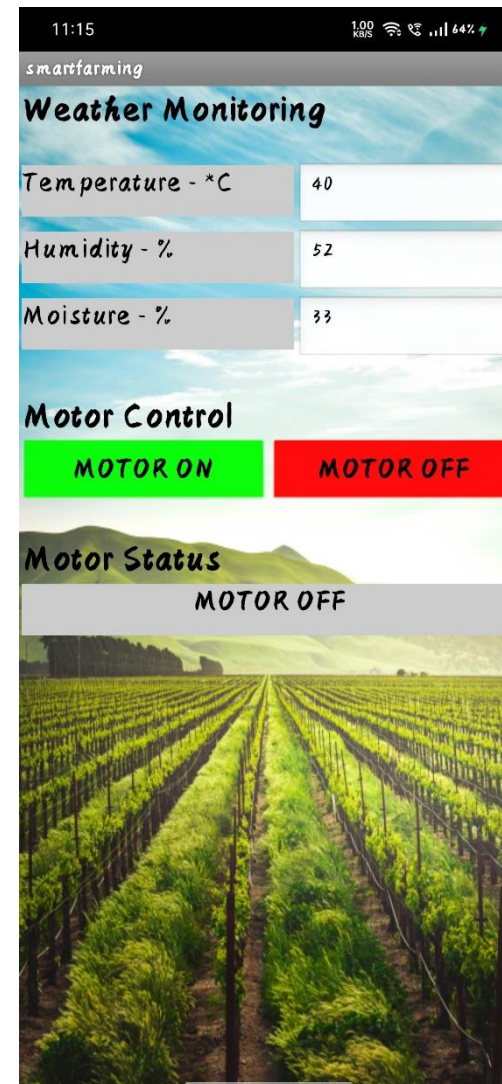 11:15 1.00 KB/S 64%
smartfarming
Weather Monitoring
Temperature - *C 40
Humidity - % 52
Moisture - % 33
Motor Control
MOTOR ON MOTOR OFF
Motor Status
MOTOR OFF